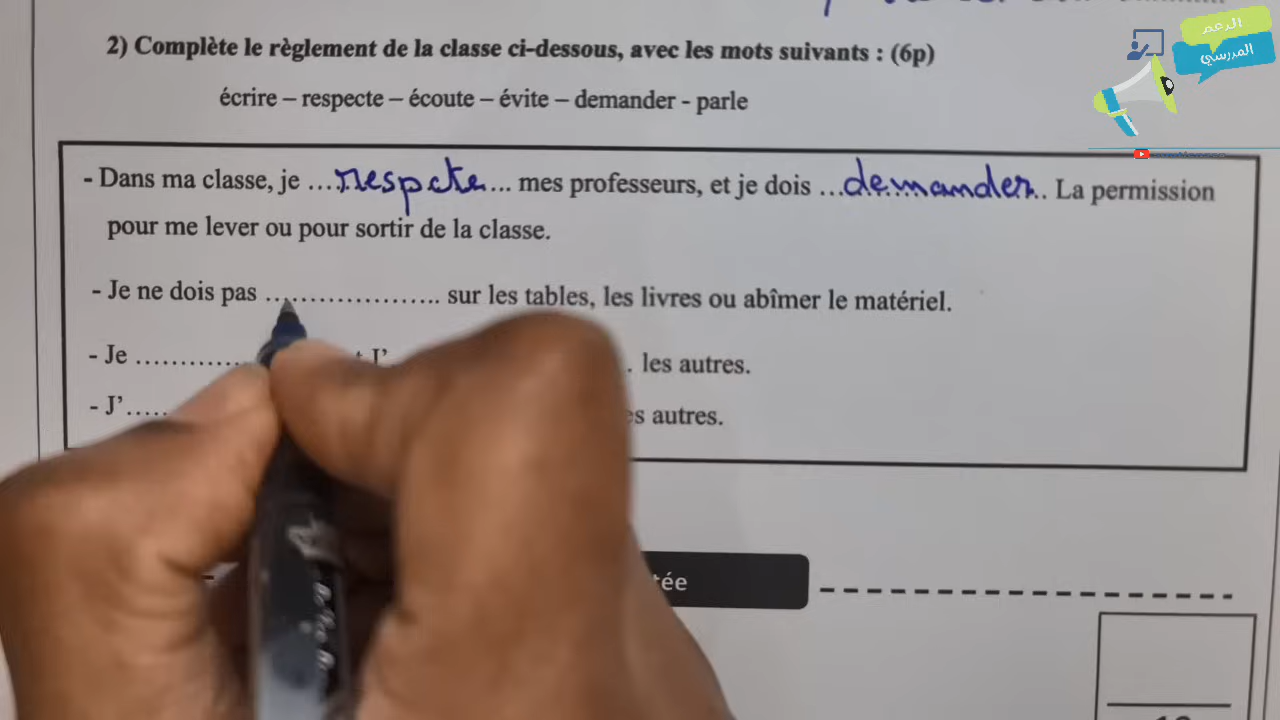 الدعم
المدرسي
2) Complète le règlement de la classe ci-dessous, avec les mots suivants : (6p)
écrire – respecte – écoute – évite – demander - parle
- Dans ma classe, je ...respcte... mes professeurs, et je dois ...demander.. La permission
pour me lever ou pour sortir de la classe.
- Je ne dois pas ........................ sur les tables, les livres ou abîmer le matériel.
- Je ............... J’ . les autres.
- J’..... es autres.
tée